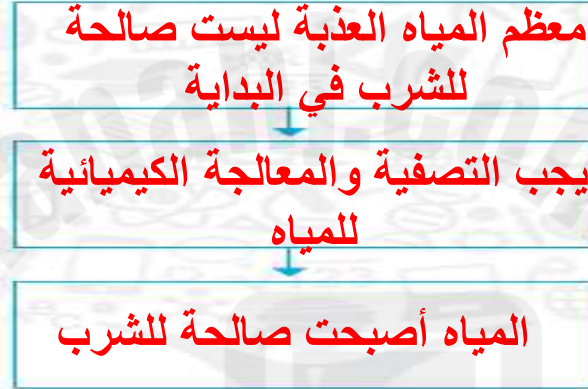 معظم المياه العذبة ليست صالحة
للشرب في البداية
يجب التصفية والمعالجة الكيميائية
للمياه
المياه أصبحت صالحة للشرب